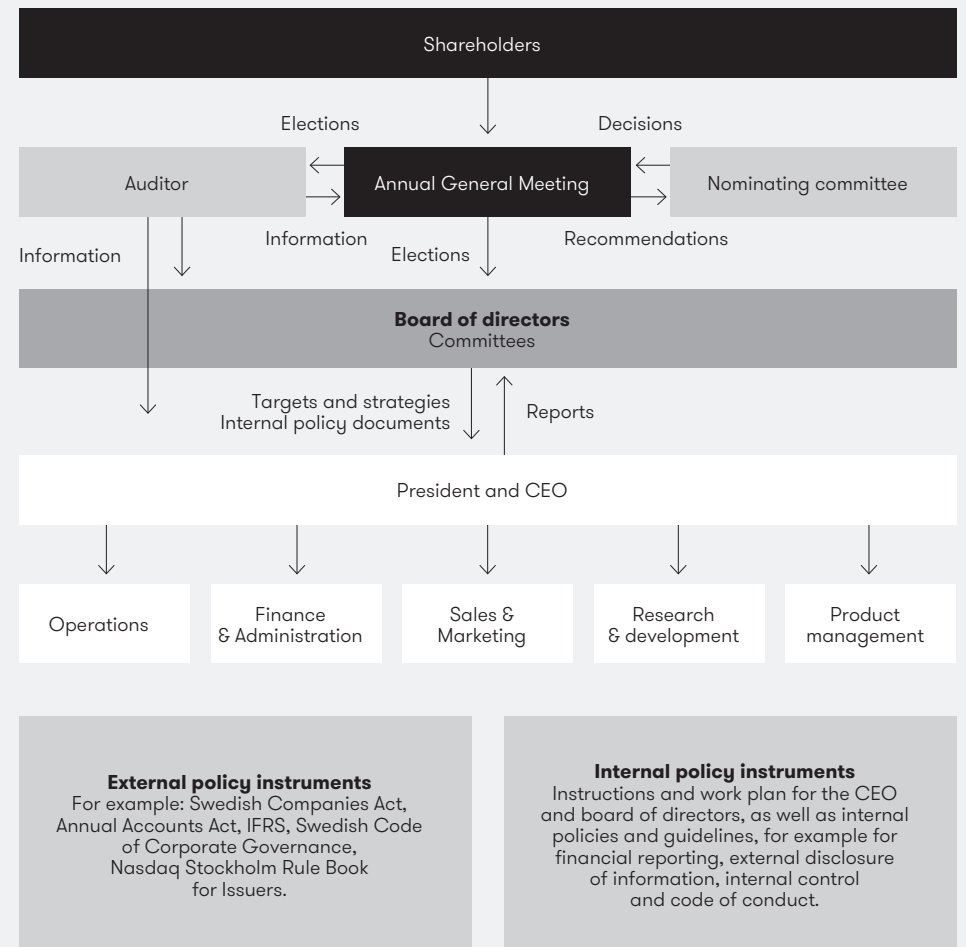 Shareholders
Elections
Decisions
Auditor
Annual General Meeting
Nominating committee
Information
Information
Elections
Recommendations
Board of directors
Committees
Targets and strategies
Internal policy documents
Reports
President and CEO
Operations
Finance
& Administration
Sales &
Marketing
Research
& development
Product
management
External policy instruments
For example: Swedish Companies Act,
Annual Accounts Act, IFRS, Swedish Code
of Corporate Governance,
Nasdaq Stockholm Rule Book
for Issuers.
Internal policy instruments
Instructions and work plan for the CEO
and board of directors, as well as internal
policies and guidelines, for example for
financial reporting, external disclosure
of information, internal control
and code of conduct.